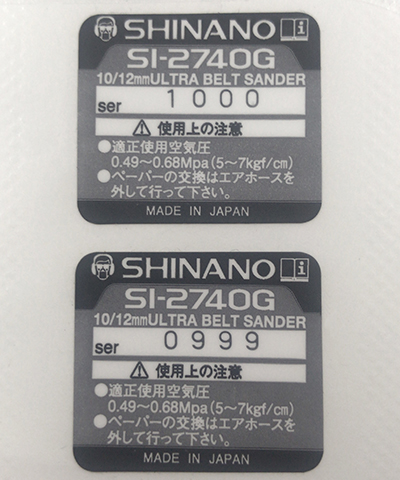 SHINANO
SI-2740G
10/12mmULTRA BELT SANDER
ser 1000
使用上の注意
●適正使用空気圧
0.49～0.68Mpa(5～7kgf/cm)
●ペーパーの交換はエアホースを
外して行って下さい。
MADE IN JAPAN
SHINANO
SI-2740G
10/12mmULTRA BELT SANDER
ser 0999
使用上の注意
●適正使用空気圧
0.49～0.68Mpa(5～7kgf/cm)
●ペーパーの交換はエアホースを
外して行って下さい。
MADE IN JAPAN